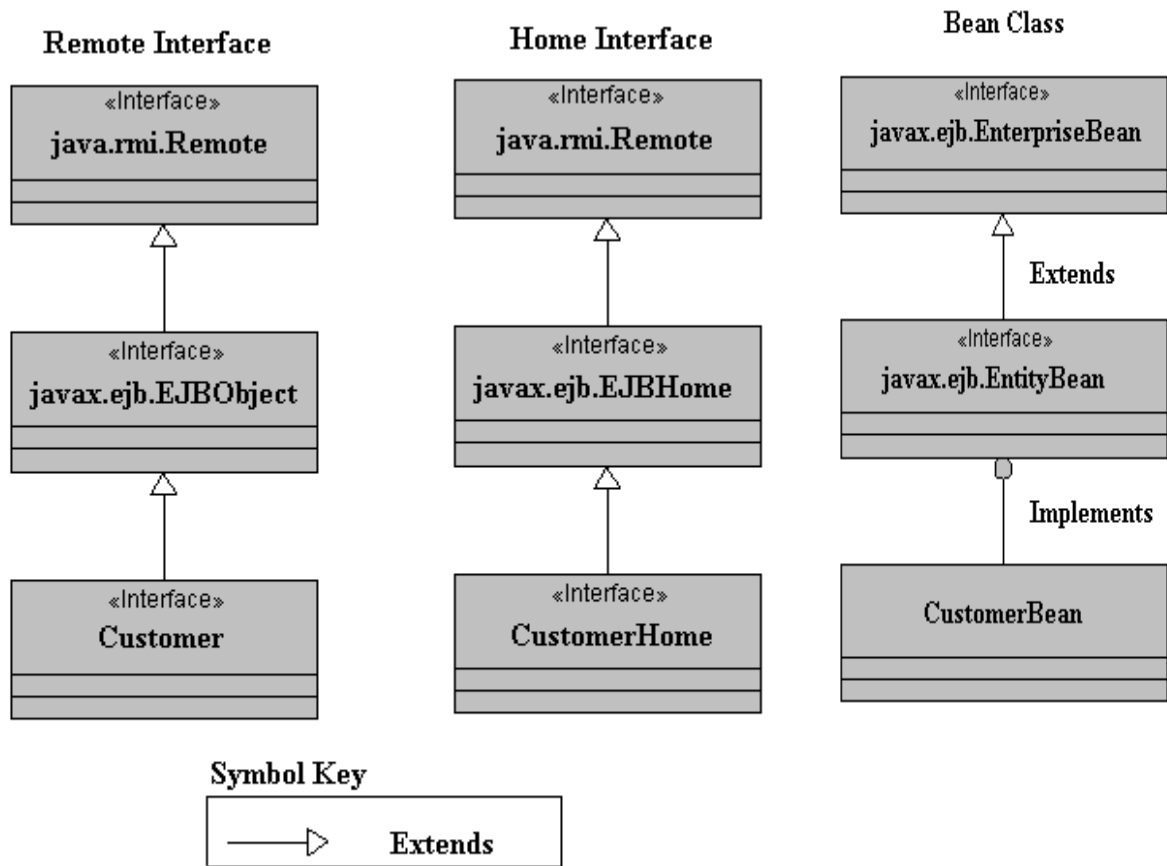 Remote Interface
«Interface»
java.rmi.Remote
«Interface»
javax.ejb.EJBObject
«Interface»
Customer
Home Interface
«Interface»
java.rmi.Remote
«Interface»
javax.ejb.EJBHome
«Interface»
CustomerHome
Bean Class
«Interface»
javax.ejb.EnterpriseBean
Extends
«Interface»
javax.ejb.EntityBean
Implements
CustomerBean
Symbol Key
Extends